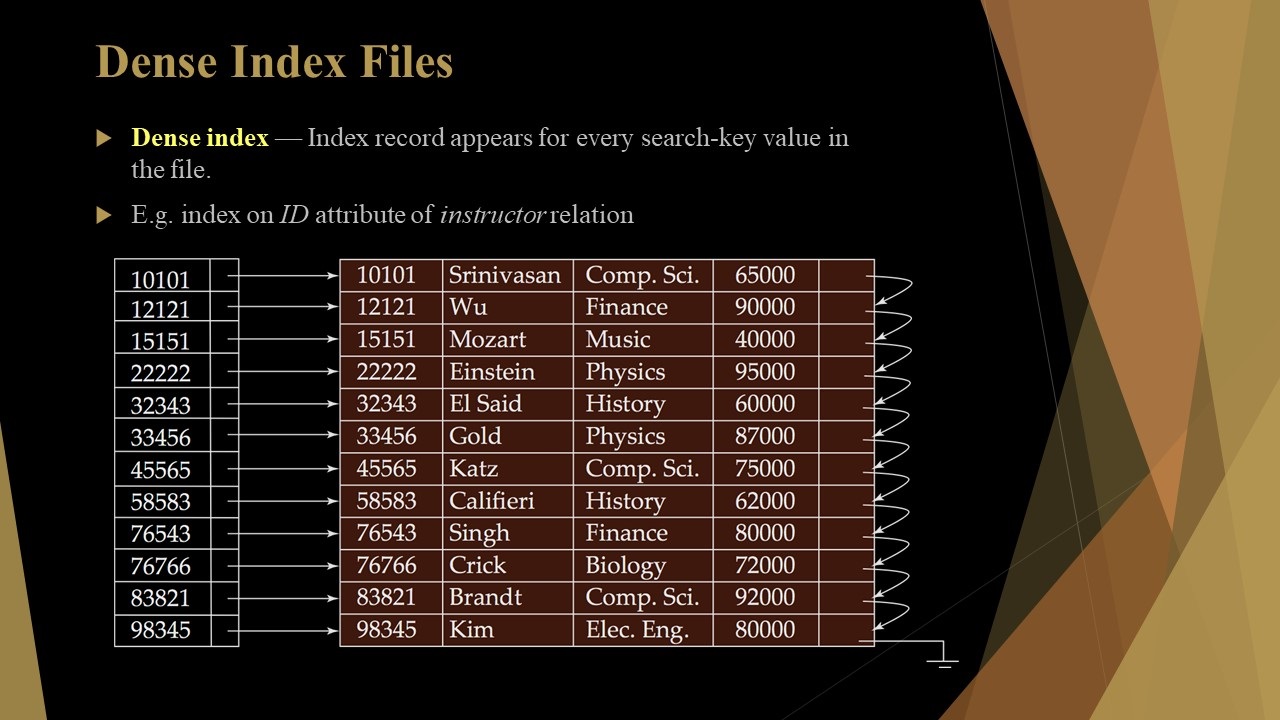 Dense Index Files
Dense index — Index record appears for every search-key value in
the file.
E.g. index on ID attribute of instructor relation
10101 10101 Srinivasan Comp. Sci. 65000
12121 12121 Wu Finance 90000
15151 15151 Mozart Music 40000
22222 22222 Einstein Physics 95000
32343 32343 El Said History 60000
33456 33456 Gold Physics 87000
45565 45565 Katz Comp. Sci. 75000
58583 58583 Califieri History 62000
76543 76543 Singh Finance 80000
76766 76766 Crick Biology 72000
83821 83821 Brandt Comp. Sci. 92000
98345 98345 Kim Elec. Eng. 80000